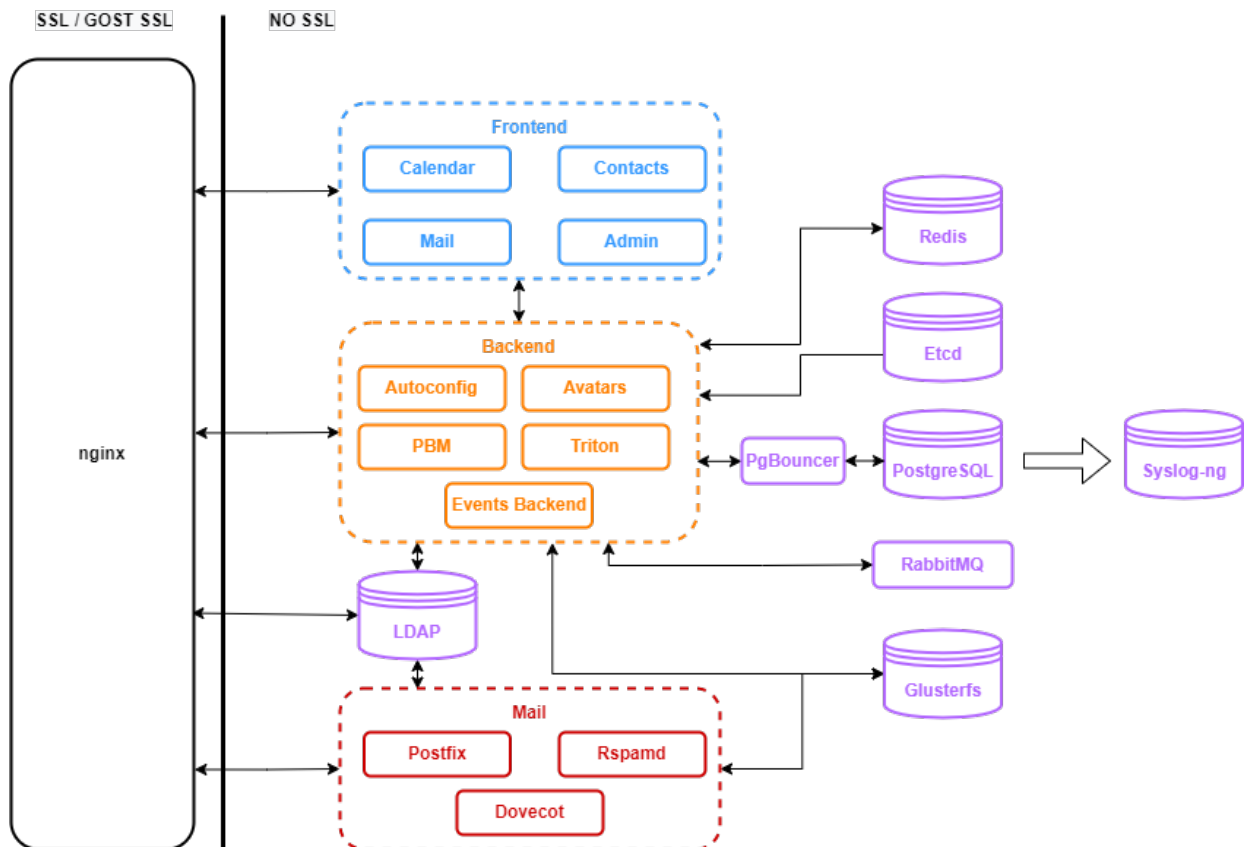 SSL / GOST SSL
NO SSL
nginx
Frontend
Calendar
Contacts
Mail
Admin
Redis
Backend
Etcd
Autoconfig
Avatars
PBM
Triton
PgBouncer
PostgreSQL
Syslog-ng
Events Backend
RabbitMQ
LDAP
Glusterfs
Mail
Postfix
Rspamd
Dovecot